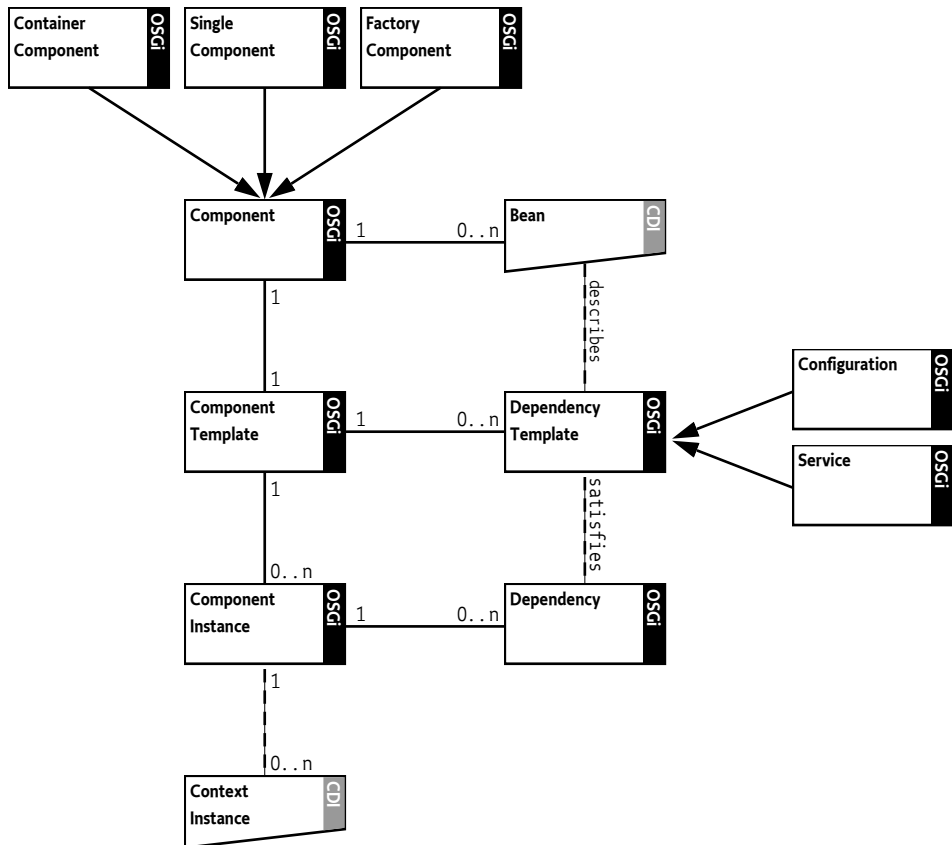 Container
Component
OSGi
Single
Component
OSGi
Factory
Component
OSGi
Component
OSGi
1
0..n
Bean
CDI
1
describes
1
Configuration
OSGi
Component
Template
OSGi
1
0..n
Dependency
Template
OSGi
Service
OSGi
1
satisfies
0..n
Component
Instance
OSGi
1
0..n
Dependency
OSGi
1
0..n
Context
Instance
CDI